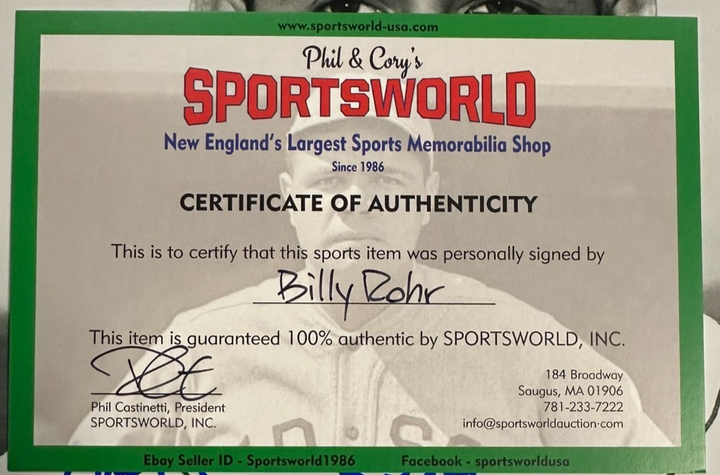 www.sportsworld-usa.com
Phil & Cory's
SPORTSWORLD
New England's Largest Sports Memorabilia Shop
Since 1986
CERTIFICATE OF AUTHENTICITY
This is to certify that this sports item was personally signed by
Billy Rohr
This item is guaranteed 100% authentic by SPORTSWORLD, INC.
Phil Castinetti, President
SPORTSWORLD, INC.
184 Broadway
Saugus, MA 01906
781-233-7222
info@sportsworldauction.com
Ebay Seller ID - Sportsworld1986 Facebook - sportsworldusa